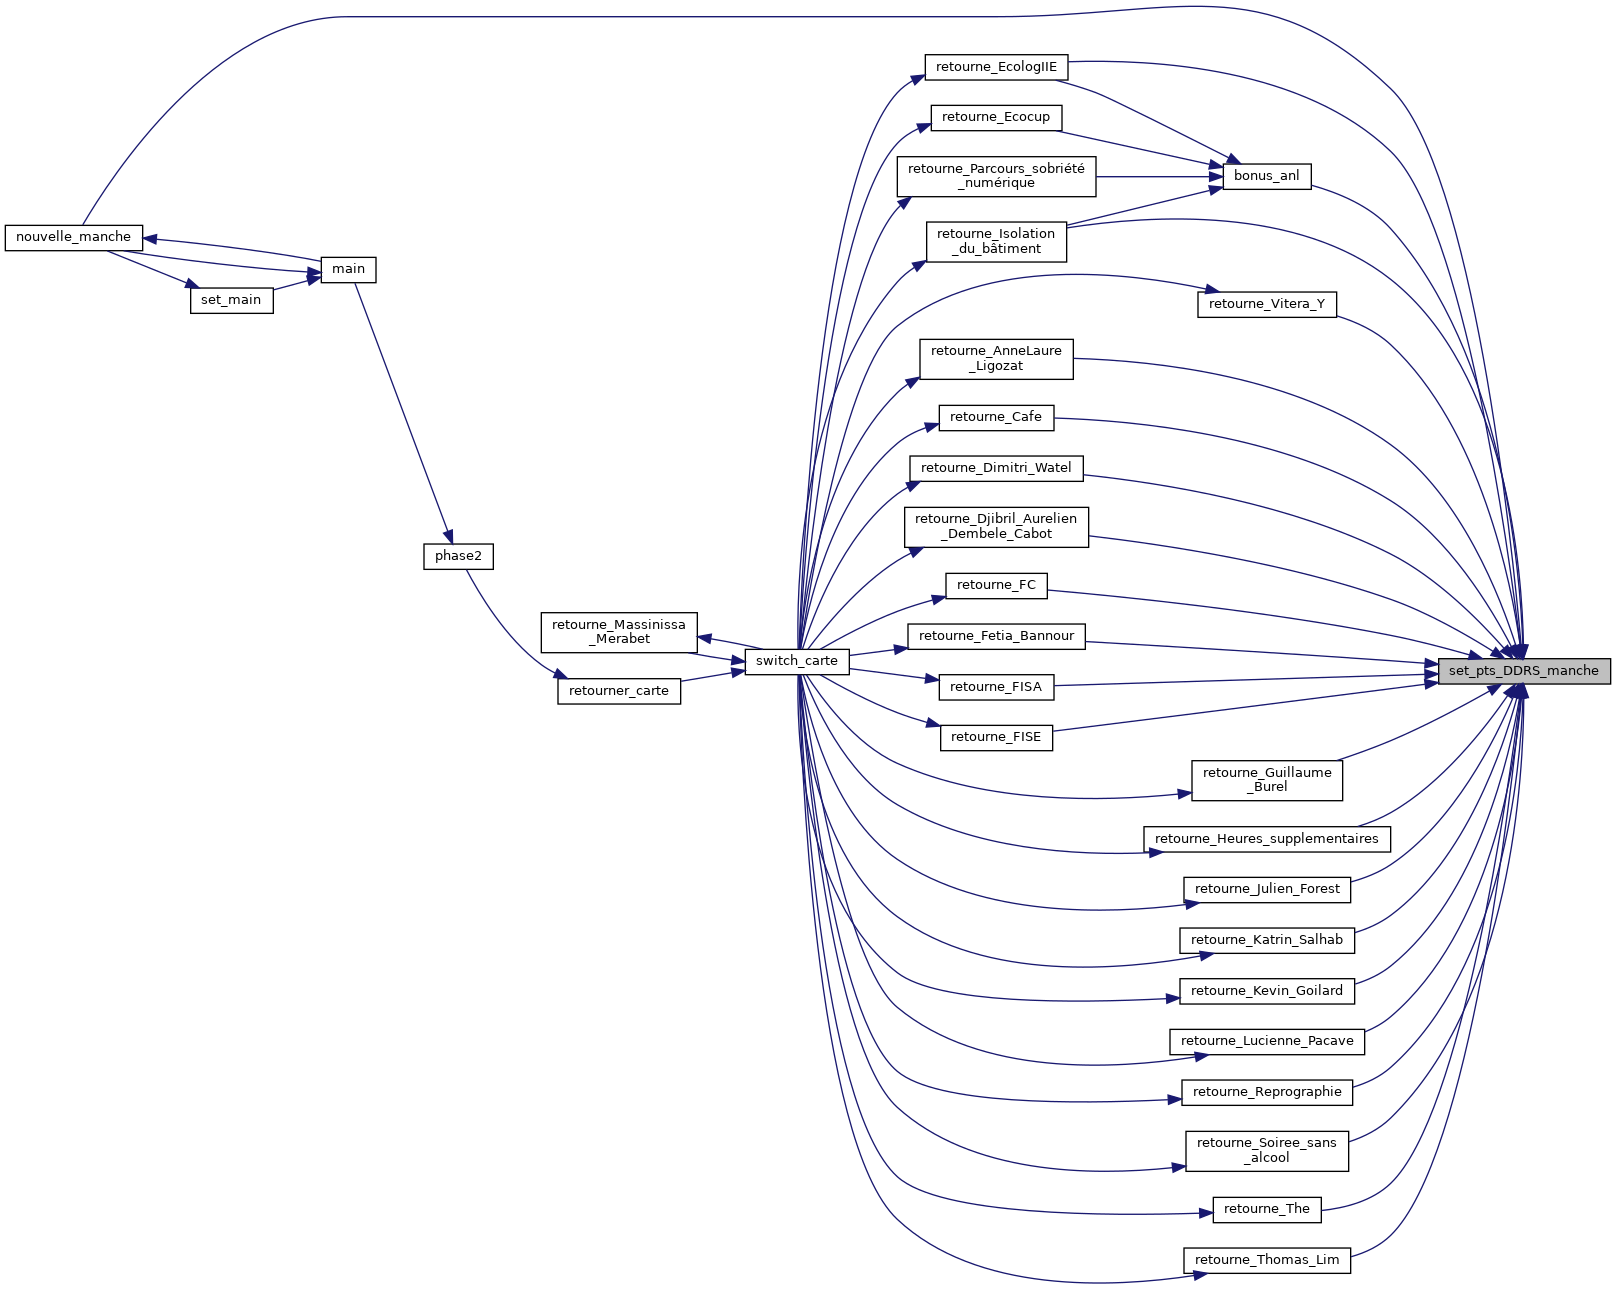 retourne_EcologIIE
retourne_Ecocup
retourne_Parcours_sobriété
_numérique
bonus_anl
nouvelle_manche
retourne_Isolation
_du_bâtiment
main
set_main
retourne_Vitera_Y
retourne_AnneLaure
_Ligozat
retourne_Cafe
retourne_Dimitri_Watel
retourne_Djibril_Aurelien
_Dembele_Cabot
phase2
retourne_FC
retourne_Massinissa
_Merabet
retourne_Fetia_Bannour
switch_carte
set_pts_DDRS_manche
retourner_carte
retourne_FISA
retourne_FISE
retourne_Guillaume
_Burel
retourne_Heures_supplementaires
retourne_Julien_Forest
retourne_Katrin_Salhab
retourne_Kevin_Goilard
retourne_Lucienne_Pacave
retourne_Reprographie
retourne_Soiree_sans
_alcool
retourne_The
retourne_Thomas_Lim